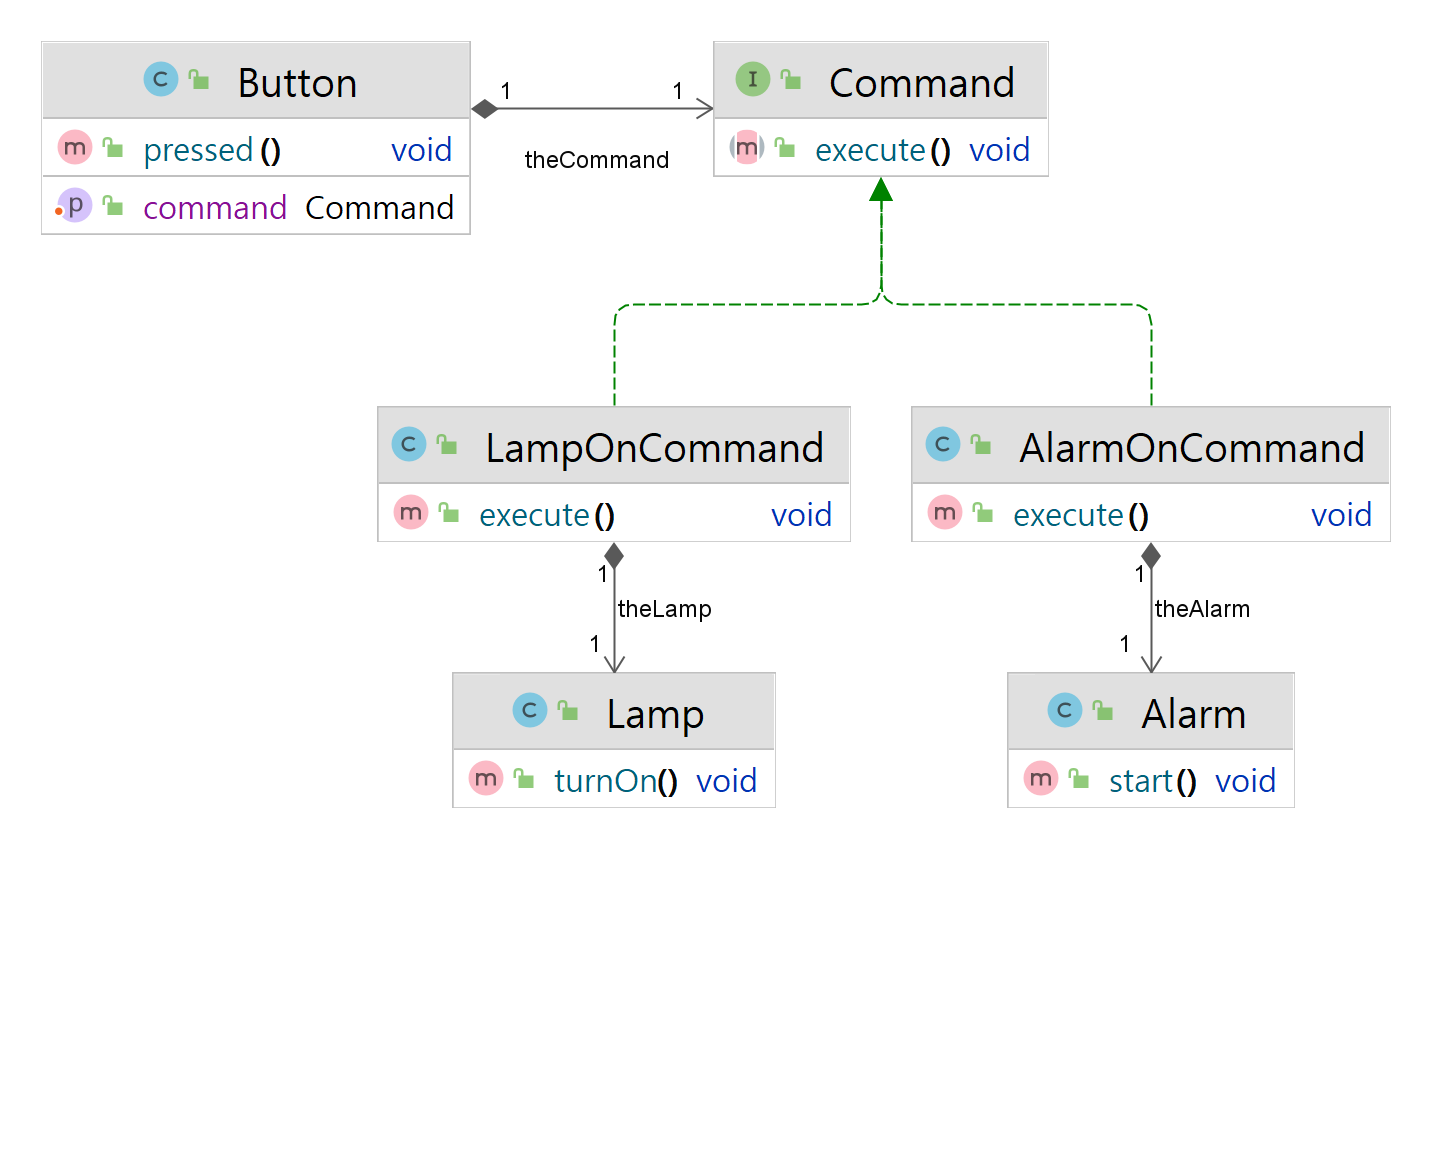 C Button
m pressed() void
p command Command
1 1
theCommand
I Command
m execute() void
C LampOnCommand
m execute() void
C AlarmOnCommand
m execute() void
1
theLamp
1
1
theAlarm
1
C Lamp
m turnOn() void
C Alarm
m start() void